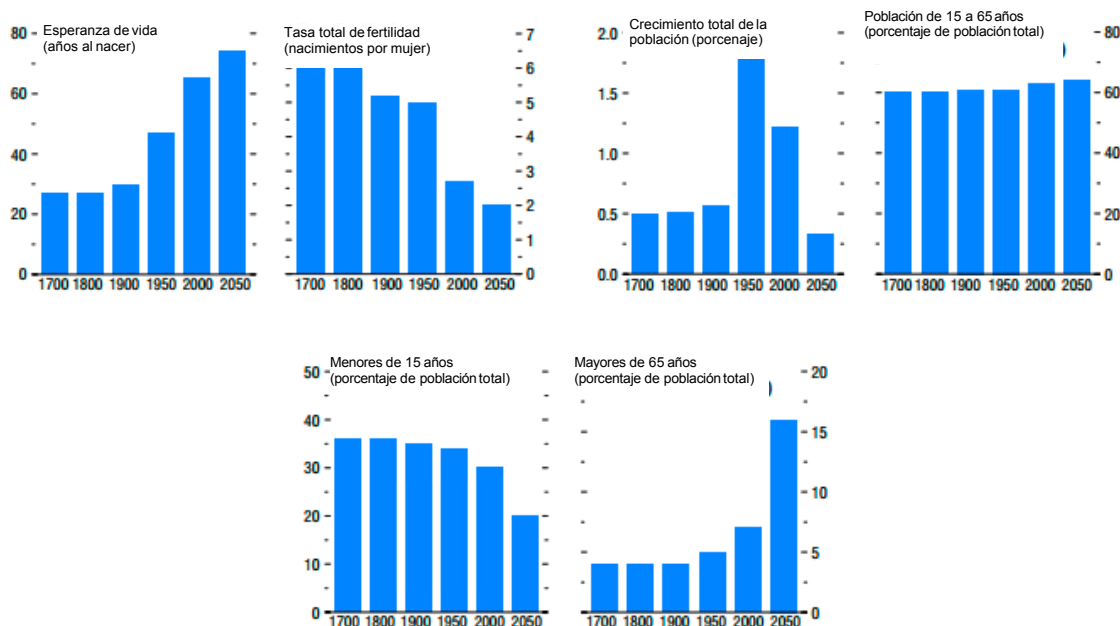 Esperanza de vida
(años al nacer)
80
60
40
20
0
1700 1800 1900 1950 2000 2050
Tasa total de fertilidad
(nacimientos por mujer)
7
6
5
4
3
2
1
0
1700 1800 1900 1950 2000 2050
Crecimiento total de la
población (porcenaje)
2.0
1.5
1.0
0.5
0.0
1700 1800 1900 1950 2000 2050
Población de 15 a 65 años
(porcentaje de población total)
80
60
40
20
0
1700 1800 1900 1950 2000 2050
Menores de 15 años
(porcentaje de población total)
50
40
30
20
10
0
1700 1800 1900 1950 2000 2050
Mayores de 65 años
(porcentaje de población total)
)
20
15
10
5
0
1700 1800 1900 1950 2000 2050